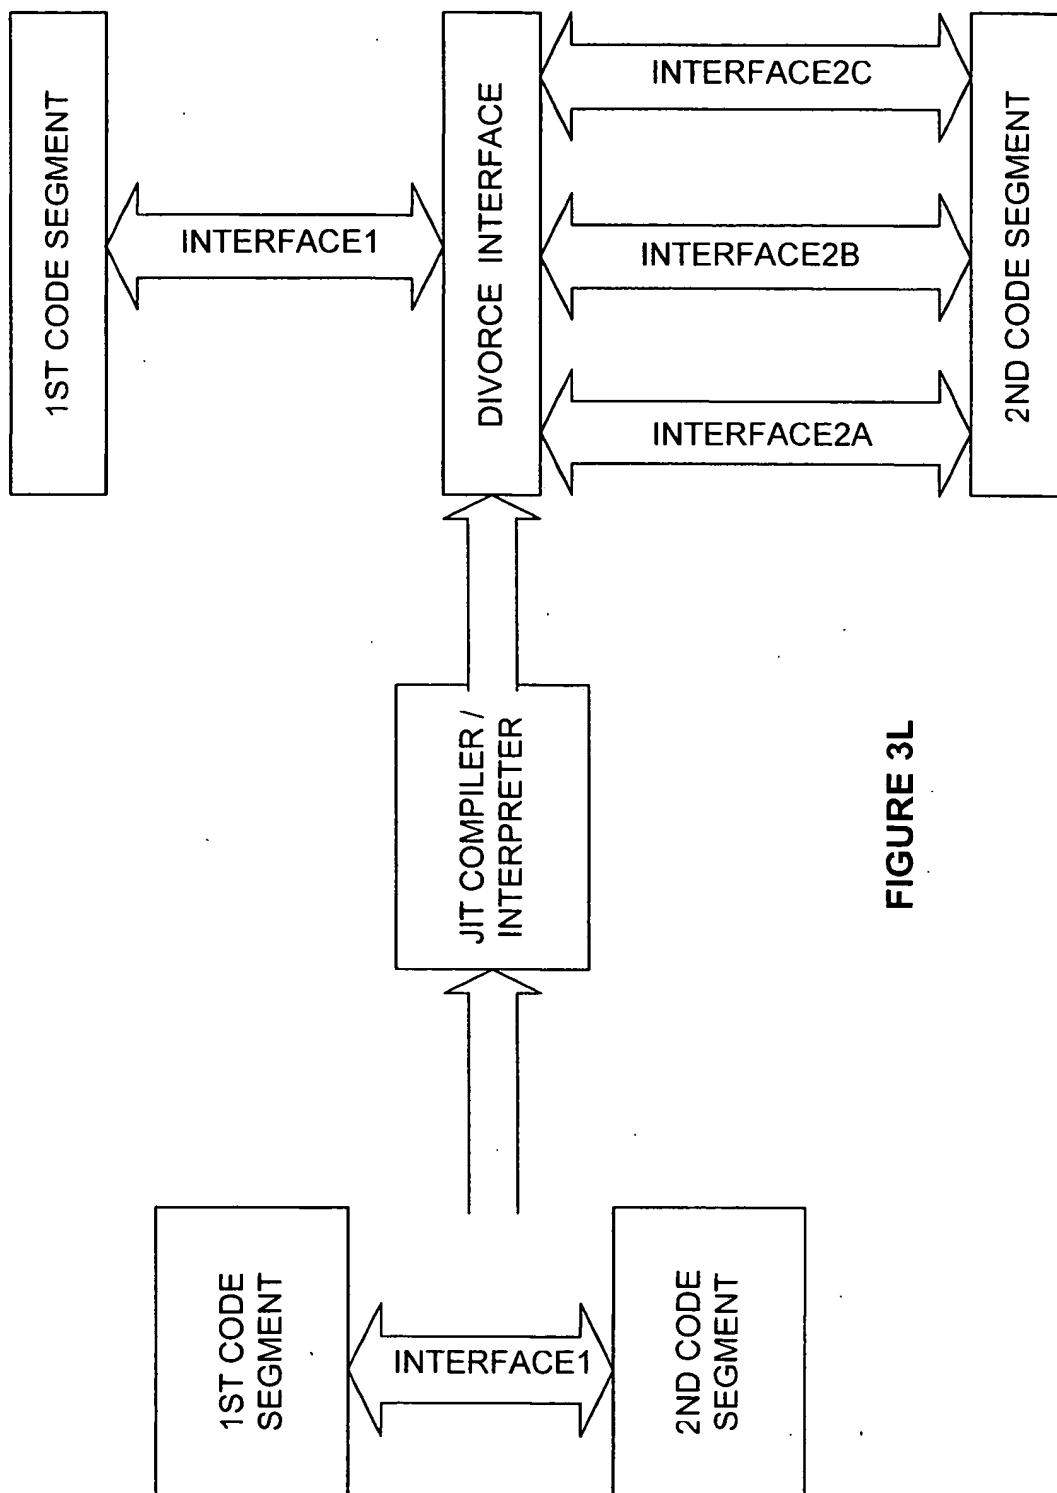 1ST CODE
SEGMENT
INTERFACE1
2ND CODE
SEGMENT
JIT COMPILER /
INTERPRETER
1ST CODE SEGMENT
INTERFACE1
DIVORCE INTERFACE
INTERFACE2A
INTERFACE2B
INTERFACE2C
2ND CODE SEGMENT
FIGURE 3L